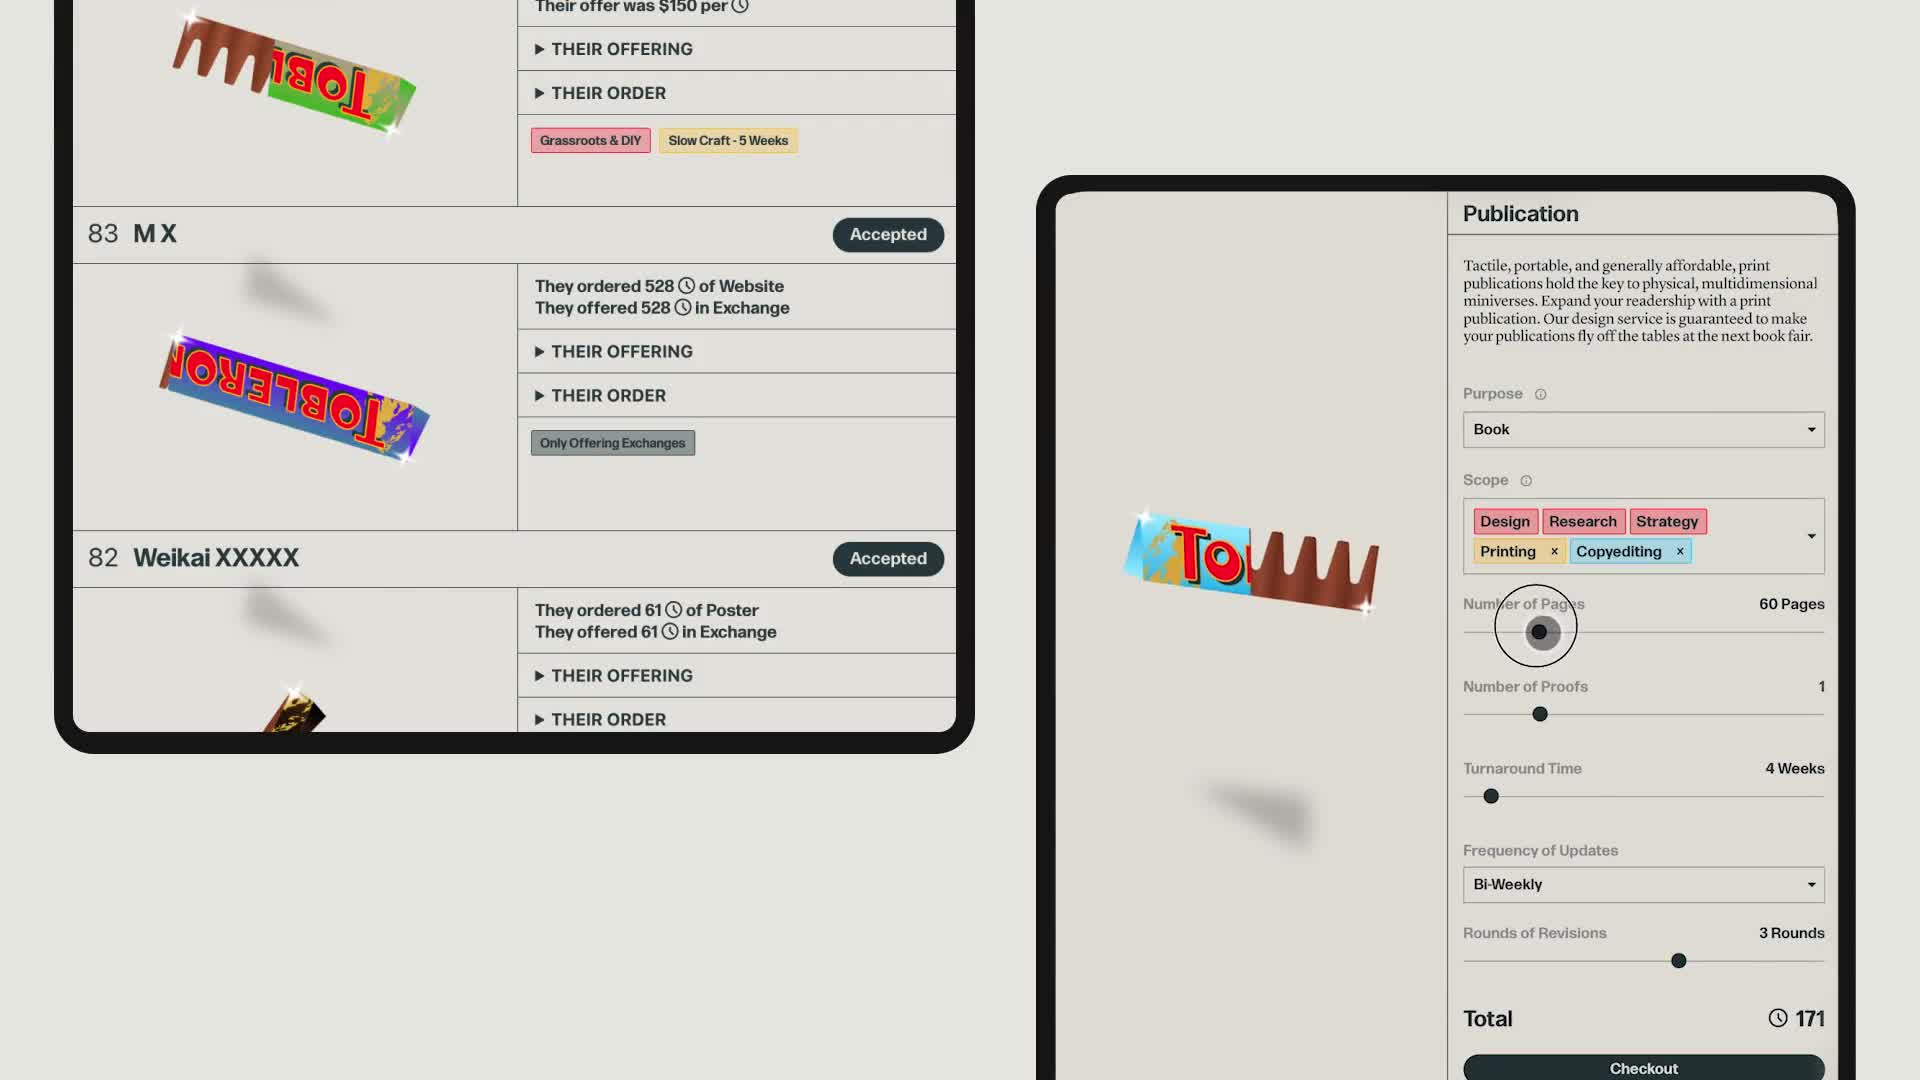 Their offer was $150 per
▶ THEIR OFFERING
▶ THEIR ORDER
Grassroots & DIY
Slow Craft - 5 Weeks
TOBL
83 M X
Accepted
They ordered 528 of Website
They offered 528 in Exchange
▶ THEIR OFFERING
▶ THEIR ORDER
Only Offering Exchanges
TOBLERON
82 Weikai XXXXX
Accepted
They ordered 61 of Poster
They offered 61 in Exchange
▶ THEIR OFFERING
▶ THEIR ORDER
TO
Publication
Tactile, portable, and generally affordable, print
publications hold the key to physical, multidimensional
miniverses. Expand your readership with a print
publication. Our design service is guaranteed to make
your publications fly off the tables at the next book fair.
Purpose
Book
Scope
Design Research Strategy
Printing × Copyediting ×
Number of Pages 60 Pages
Number of Proofs 1
Turnaround Time 4 Weeks
Frequency of Updates
Bi-Weekly
Rounds of Revisions 3 Rounds
Total 171
Checkout